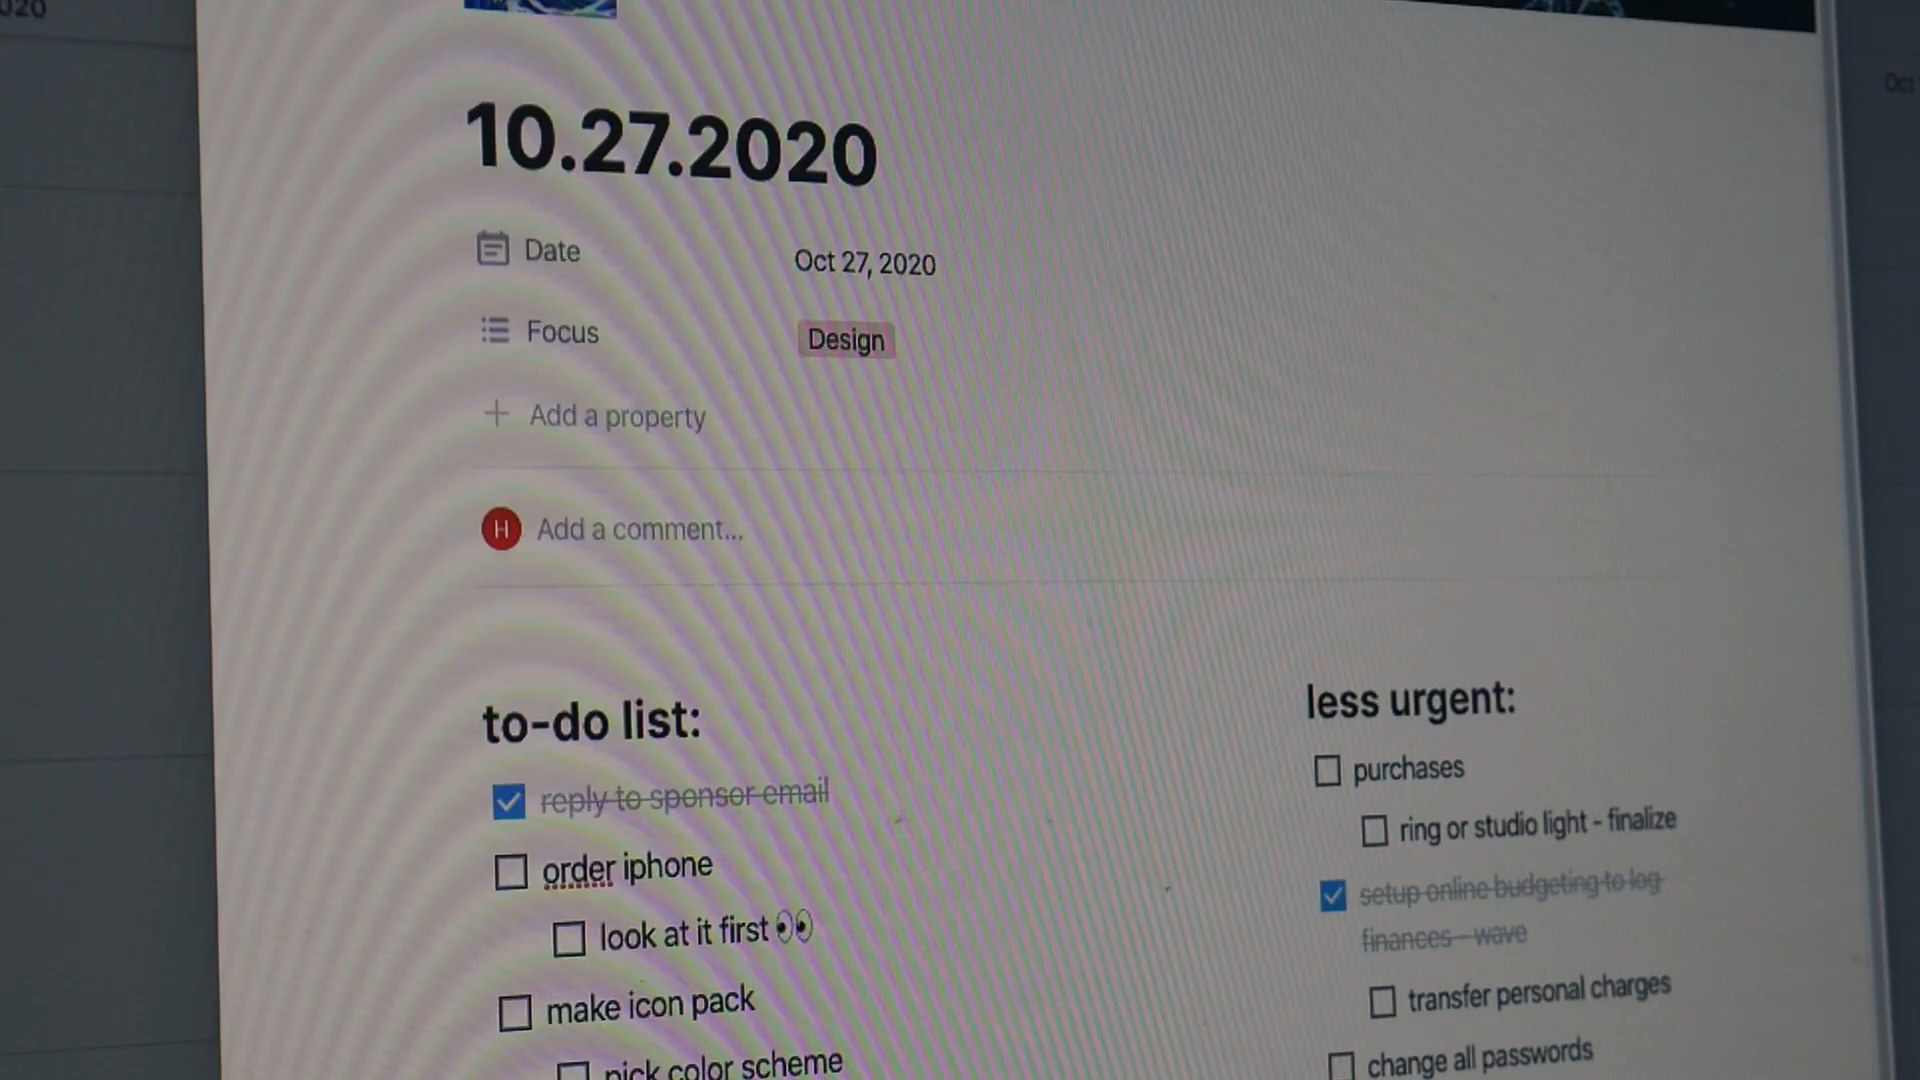 020
Oct
10.27.2020
Date
Oct 27, 2020
Focus
Design
Add a property
H
Add a comment...
to-do list:
reply to sponsor email
order iphone
look at it first 👀
make icon pack
pick color scheme
less urgent:
purchases
ring or studio light - finalize
setup online budgeting to log
finances - wave
transfer personal charges
change all passwords